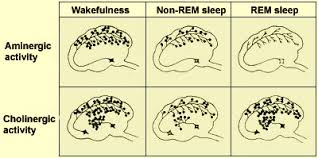 Wakefulness Non-REM sleep REM sleep
Aminergic
activity
Cholinergic
activity